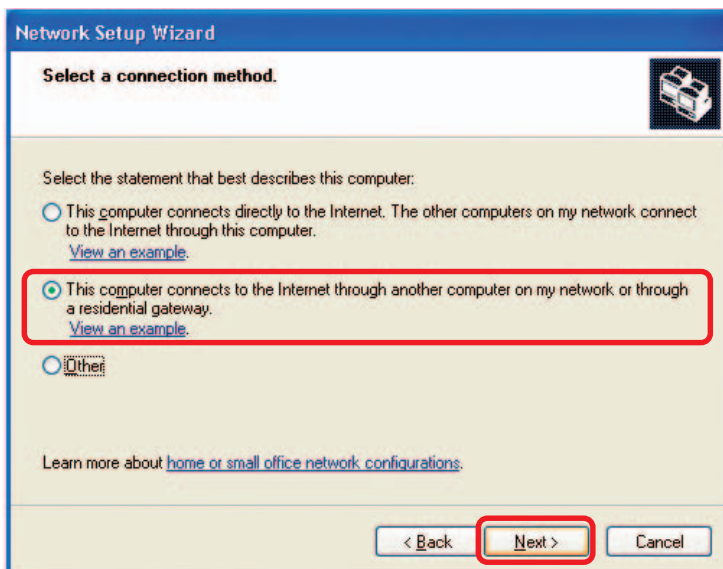 Network Setup Wizard
Select a connection method.
Select the statement that best describes this computer:
This computer connects directly to the Internet. The other computers on my network connect
to the Internet through this computer.
View an example.
This computer connects to the Internet through another computer on my network or through
a residential gateway.
View an example.
Other
Learn more about home or small office network configurations.
< Back
Next >
Cancel